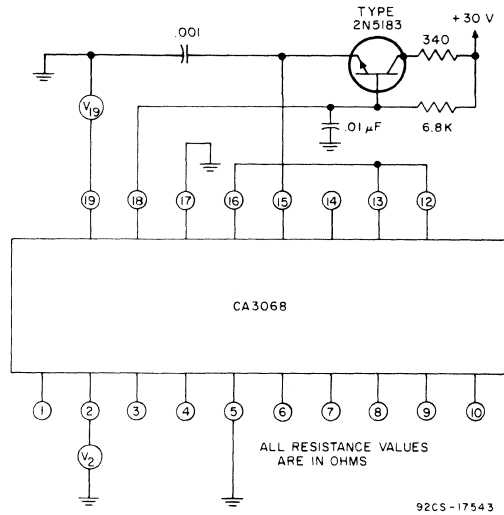 TYPE
2N5183
+30 V
.001
340
V19
.01 µF
6.8K
19
18
17
16
15
14
13
12
CA3068
1
2
3
4
5
6
7
8
9
10
V2
ALL RESISTANCE VALUES
ARE IN OHMS
92CS-17543